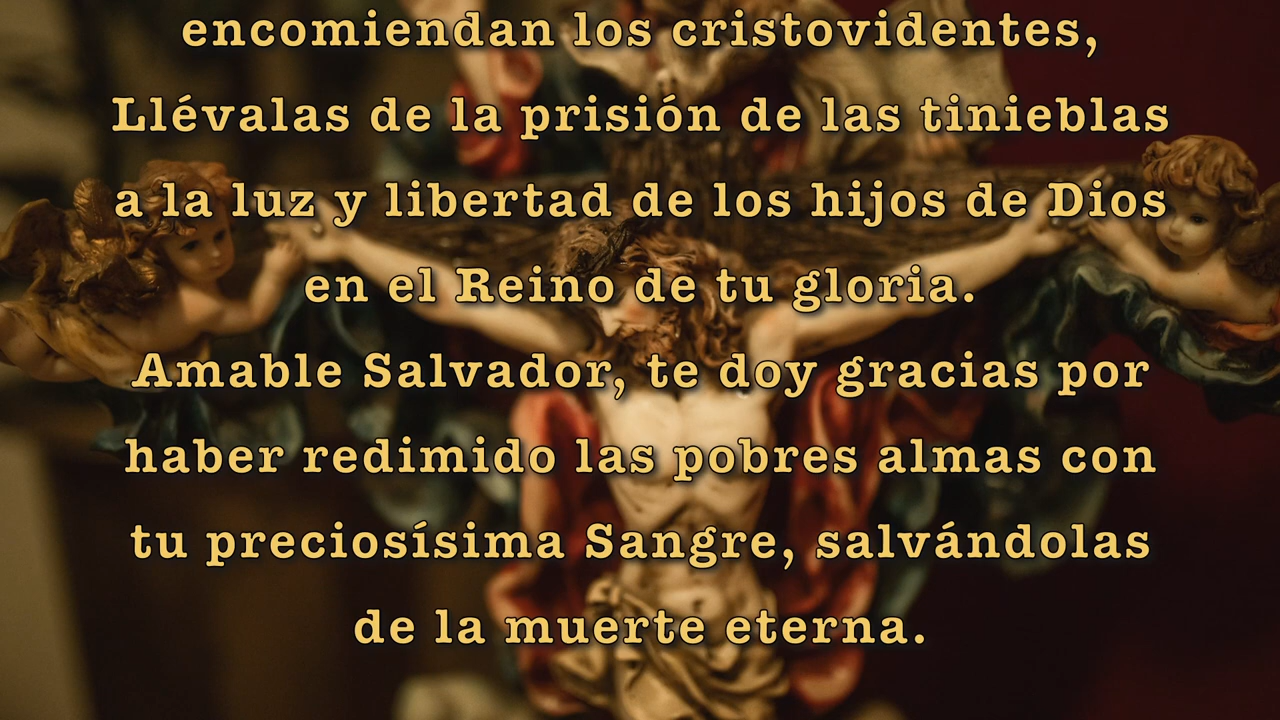 encomiendan los cristovidentes,
Llévalas de la prisión de las tinieblas
a la luz y libertad de los hijos de Dios
en el Reino de tu gloria.
Amable Salvador, te doy gracias por
haber redimido las pobres almas con
tu preciosísima Sangre, salvándolas
de la muerte eterna.